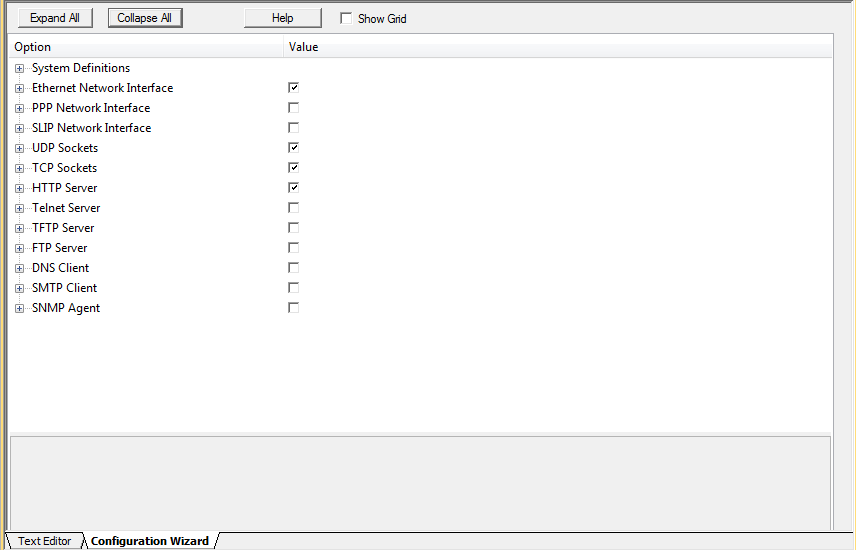 Expand All Collapse All Help Show Grid
Option Value
System Definitions
Ethernet Network Interface
PPP Network Interface
SLIP Network Interface
UDP Sockets
TCP Sockets
HTTP Server
Telnet Server
TFTP Server
FTP Server
DNS Client
SMTP Client
SNMP Agent
Text Editor Configuration Wizard